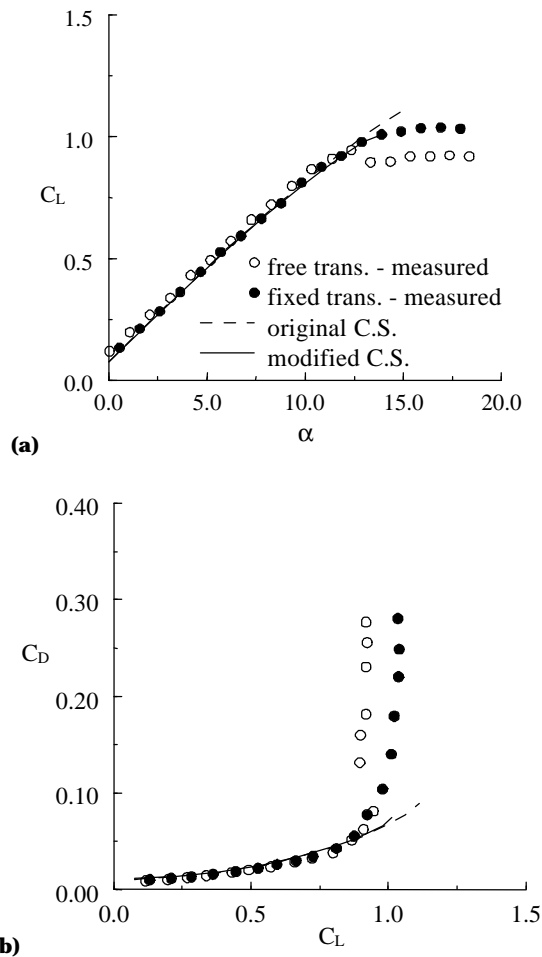 1.5
1.0
C_L
0.5
0.0
○ free trans. - measured
● fixed trans. - measured
– – original C.S.
— modified C.S.
0.0 5.0 10.0 15.0 20.0
α
(a)
0.40
0.30
C_D
0.20
0.10
0.00
0.0 0.5 1.0 1.5
C_L
b)